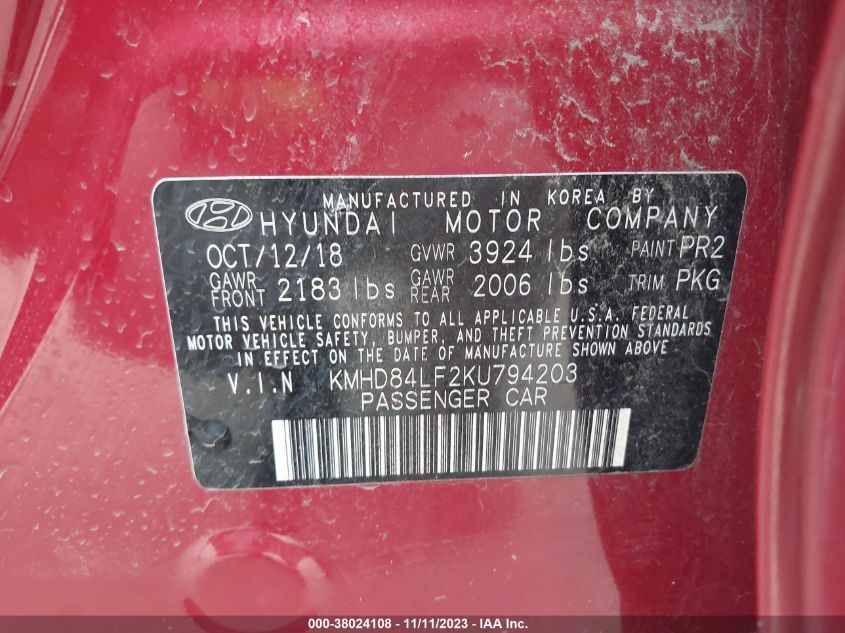 MANUFACTURED IN KOREA BY
HYUNDAI MOTOR COMPANY
OCT/12/18 GVWR 3924 lbs PAINT PR2
GAWR FRONT 2183 lbs GAWR REAR 2006 lbs TRIM PKG
THIS VEHICLE CONFORMS TO ALL APPLICABLE U.S.A. FEDERAL
MOTOR VEHICLE SAFETY, BUMPER, AND THEFT PREVENTION STANDARDS
IN EFFECT ON THE DATE OF MANUFACTURE SHOWN ABOVE
V.I.N KMHD84LF2KU794203
PASSENGER CAR
000-38024108 - 11/11/2023 - IAA Inc.